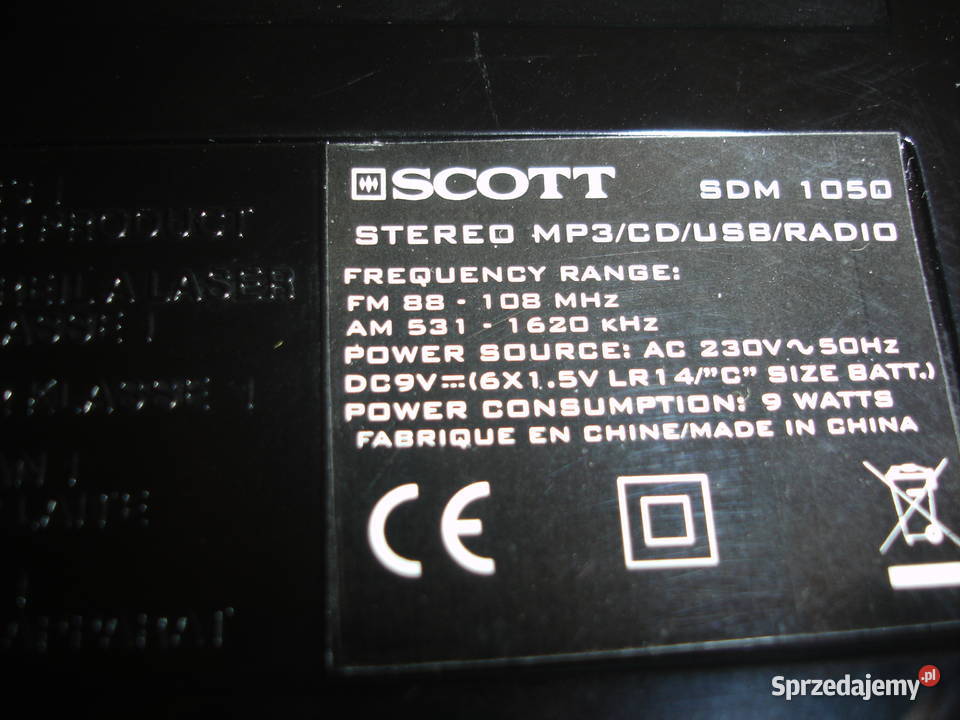 PRODUCT
A LASER
KLASSE 1
SCOTT SDM 1050
STEREO MP3/CD/USB/RADIO
FREQUENCY RANGE:
FM 88 - 108 MHz
AM 531 - 1620 KHz
POWER SOURCE: AC 230V~50Hz
DC9V⎓(6X1.5V LR14/"C" SIZE BATT.)
POWER CONSUMPTION: 9 WATTS
FABRIQUE EN CHINE/MADE IN CHINA
CE
Sprzedajemy.pl